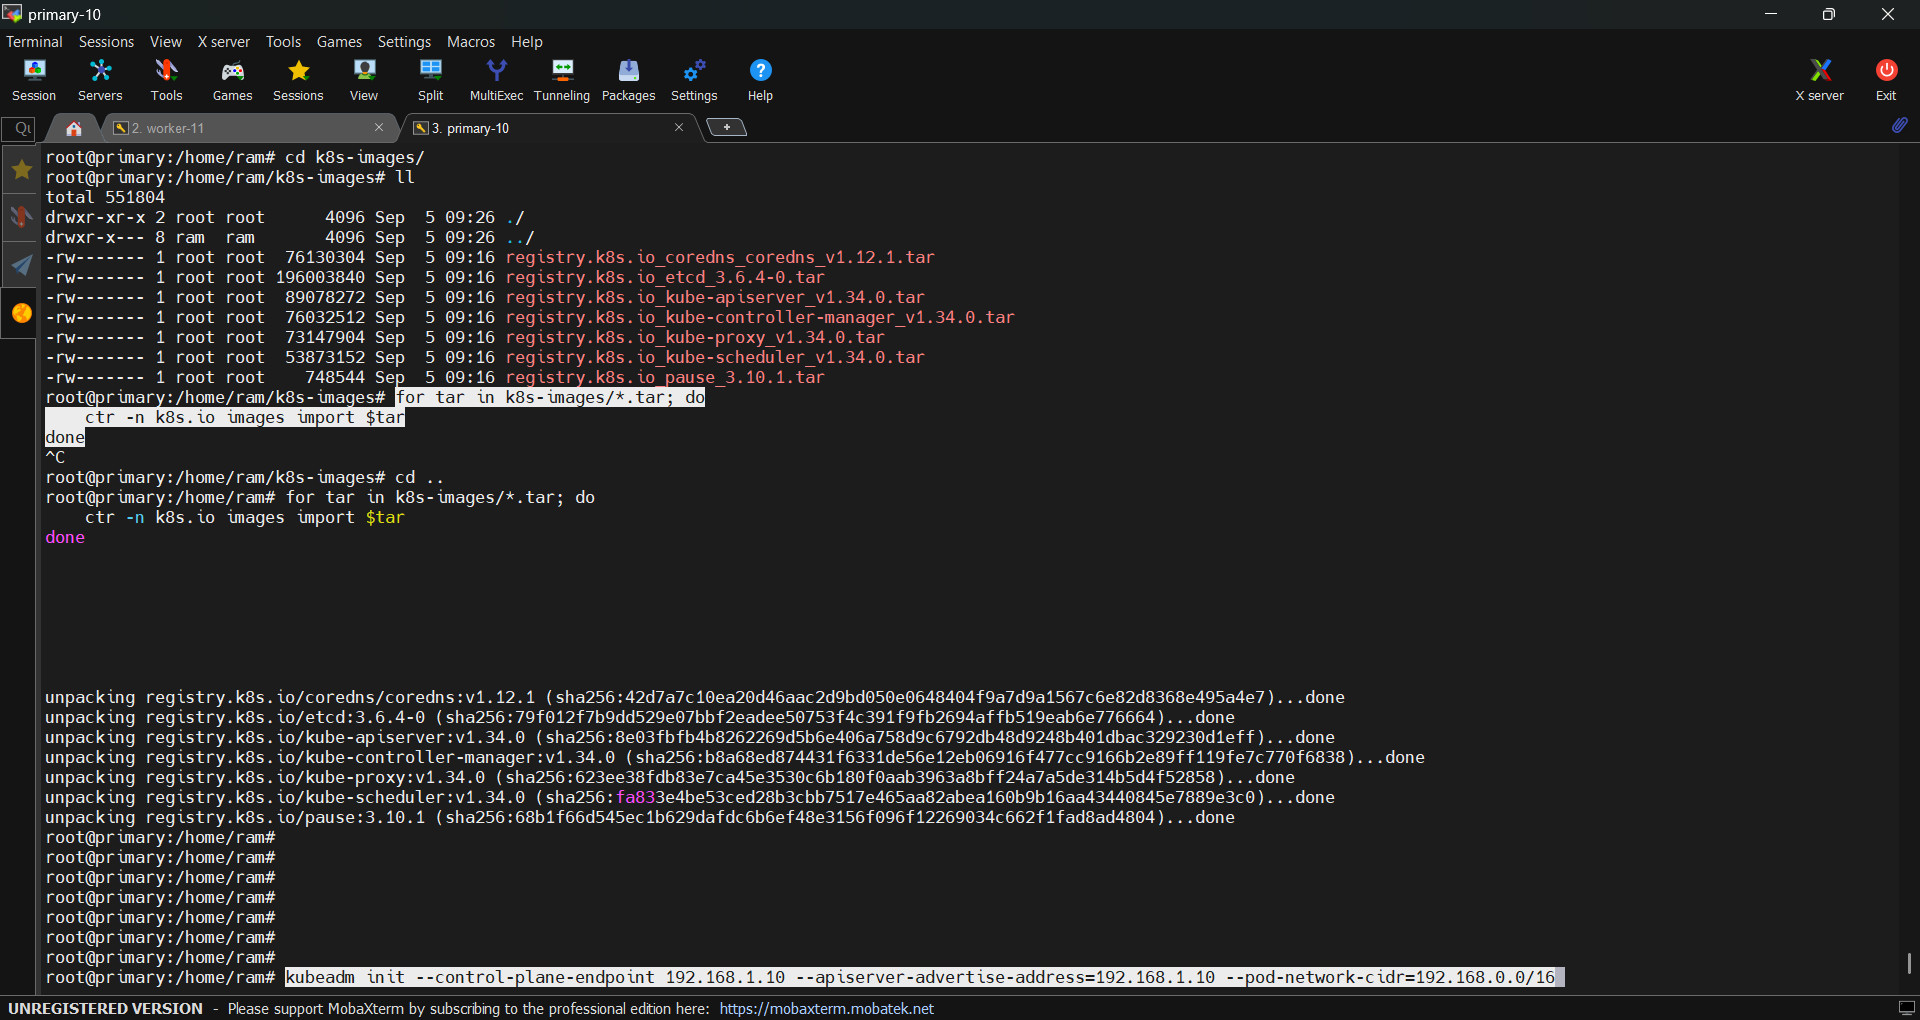 primary-10
Terminal Sessions View X server Tools Games Settings Macros Help
Session Servers Tools Games Sessions View Split MultiExec Tunneling Packages Settings Help X server Exit
2. worker-11 3. primary-10
root@primary:/home/ram# cd k8s-images/
root@primary:/home/ram/k8s-images# ll
total 551804
drwxr-xr-x 2 root root      4096 Sep  5 09:26 ./
drwxr-x--- 8 ram  ram       4096 Sep  5 09:26 ../
-rw------- 1 root root  76130304 Sep  5 09:16 registry.k8s.io_coredns_coredns_v1.12.1.tar
-rw------- 1 root root 196003840 Sep  5 09:16 registry.k8s.io_etcd_3.6.4-0.tar
-rw------- 1 root root  89078272 Sep  5 09:16 registry.k8s.io_kube-apiserver_v1.34.0.tar
-rw------- 1 root root  76032512 Sep  5 09:16 registry.k8s.io_kube-controller-manager_v1.34.0.tar
-rw------- 1 root root  73147904 Sep  5 09:16 registry.k8s.io_kube-proxy_v1.34.0.tar
-rw------- 1 root root  53873152 Sep  5 09:16 registry.k8s.io_kube-scheduler_v1.34.0.tar
-rw------- 1 root root    748544 Sep  5 09:16 registry.k8s.io_pause_3.10.1.tar
root@primary:/home/ram/k8s-images# for tar in k8s-images/*.tar; do
    ctr -n k8s.io images import $tar
done
^C
root@primary:/home/ram/k8s-images# cd ..
root@primary:/home/ram# for tar in k8s-images/*.tar; do
    ctr -n k8s.io images import $tar
done
unpacking registry.k8s.io/coredns/coredns:v1.12.1 (sha256:42d7a7c10ea20d46aac2d9bd050e0648404f9a7d9a1567c6e82d8368e495a4e7)...done
unpacking registry.k8s.io/etcd:3.6.4-0 (sha256:79f012f7b9dd529e07bbf2eadee50753f4c391f9fb2694affb519eab6e776664)...done
unpacking registry.k8s.io/kube-apiserver:v1.34.0 (sha256:8e03fbfb4b8262269d5b6e406a758d9c6792db48d9248b401dbac329230d1eff)...done
unpacking registry.k8s.io/kube-controller-manager:v1.34.0 (sha256:b8a68ed874431f6331de56e12eb06916f477cc9166b2e89ff119fe7c770f6838)...done
unpacking registry.k8s.io/kube-proxy:v1.34.0 (sha256:623ee38fdb83e7ca45e3530c6b180f0aab3963a8bff24a7a5de314b5d4f52858)...done
unpacking registry.k8s.io/kube-scheduler:v1.34.0 (sha256:fa833e4be53ced28b3cbb7517e465aa82abea160b9b16aa43440845e7889e3c0)...done
unpacking registry.k8s.io/pause:3.10.1 (sha256:68b1f66d545ec1b629dafdc6b6ef48e3156f096f12269034c662f1fad8ad4804)...done
root@primary:/home/ram#
root@primary:/home/ram#
root@primary:/home/ram#
root@primary:/home/ram#
root@primary:/home/ram#
root@primary:/home/ram#
root@primary:/home/ram#
root@primary:/home/ram# kubeadm init --control-plane-endpoint 192.168.1.10 --apiserver-advertise-address=192.168.1.10 --pod-network-cidr=192.168.0.0/16
UNREGISTERED VERSION - Please support MobaXterm by subscribing to the professional edition here: https://mobaxterm.mobatek.net